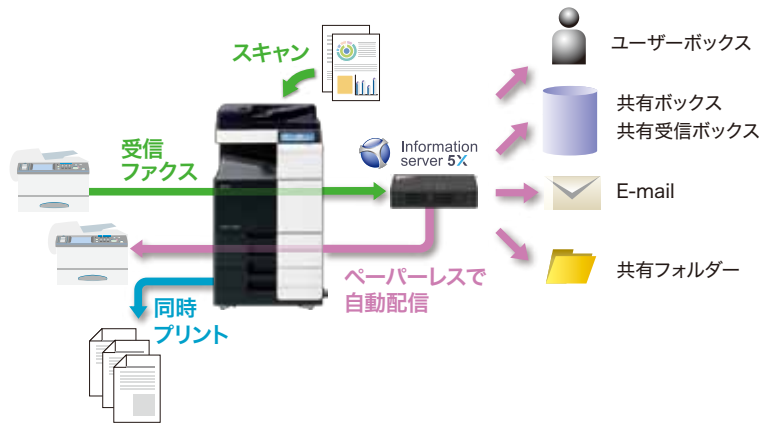 スキャン
受信
ファクス
Information
server 5X
ペーパーレスで
自動配信
同時
プリント
ユーザーボックス
共有ボックス
共有受信ボックス
E-mail
共有フォルダー